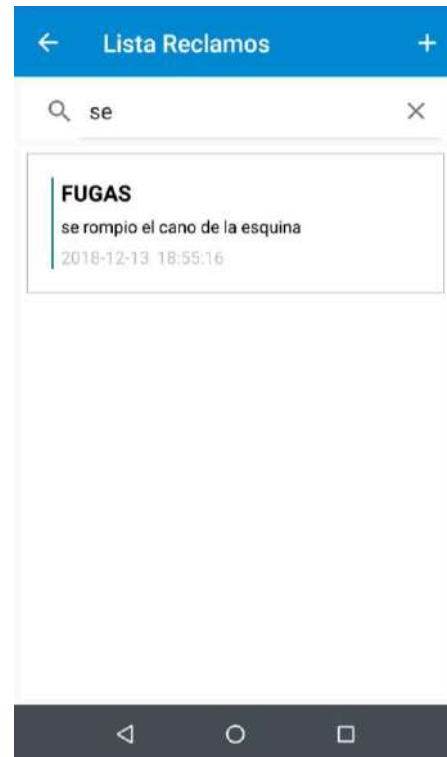 Lista Reclamos
se
FUGAS
se rompio el cano de la esquina
2018-12-13 18:55:16